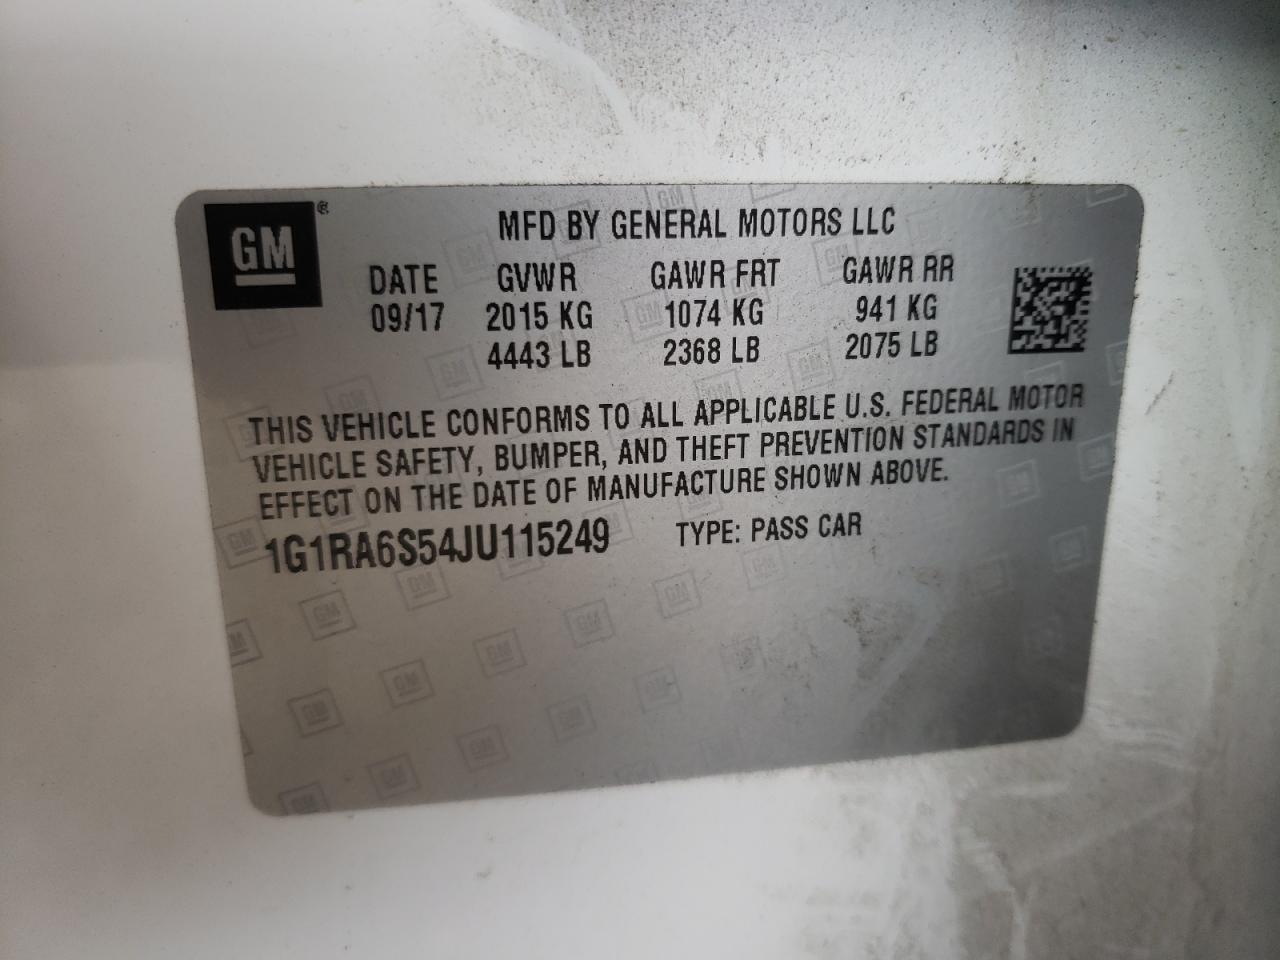 GM ®
MFD BY GENERAL MOTORS LLC
DATE GVWR GAWR FRT GAWR RR
09/17 2015 KG 1074 KG 941 KG
4443 LB 2368 LB 2075 LB
THIS VEHICLE CONFORMS TO ALL APPLICABLE U.S. FEDERAL MOTOR
VEHICLE SAFETY, BUMPER, AND THEFT PREVENTION STANDARDS IN
EFFECT ON THE DATE OF MANUFACTURE SHOWN ABOVE.
1G1RA6S54JU115249 TYPE: PASS CAR